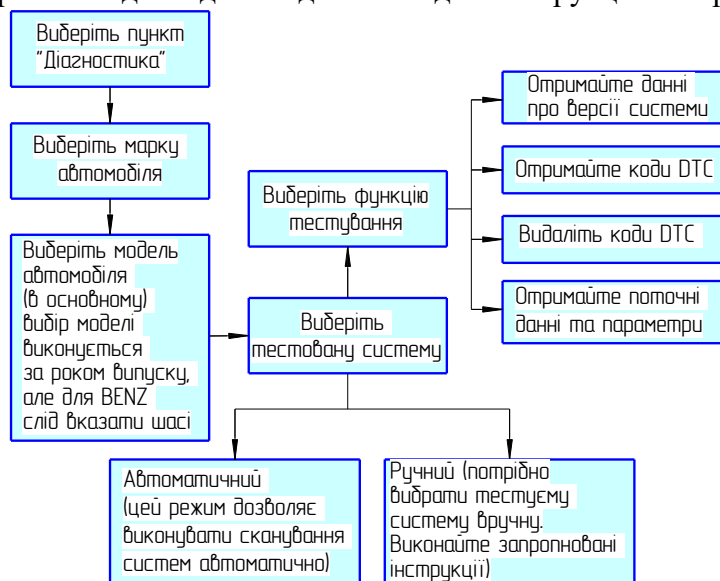 Виберіть пункт
"Діагностика"
Виберіть марку
автомобіля
Виберіть модель
автомобіля
(в основному)
вибір моделі
виконується
за роком випуску,
але для BENZ
слід вказати шасі
Виберіть функцію
тестування
Виберіть
тестовану систему
Отримайте данні
про версії системи
Отримайте коди DTC
Видаліть коди DTC
Отримайте поточні
данні та параметри
Автоматичний
(цей режим дозволяє
виконувати сканування
систем автоматично)
Ручний (потрібно
вибрати тестуєму
систему вручну.
Виконайте запропновані
інструкції)